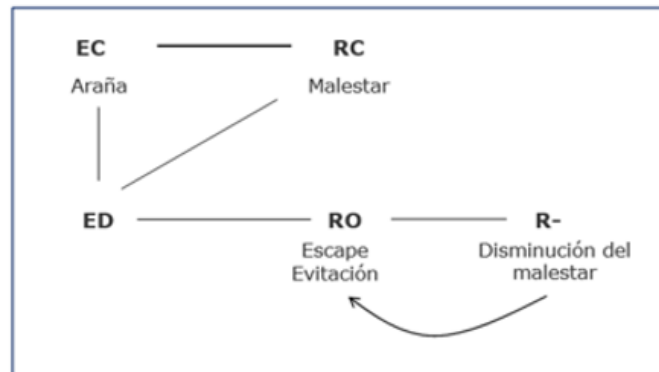 EC RC
Araña Malestar
ED RO R-
Escape Disminución del
Evitación malestar